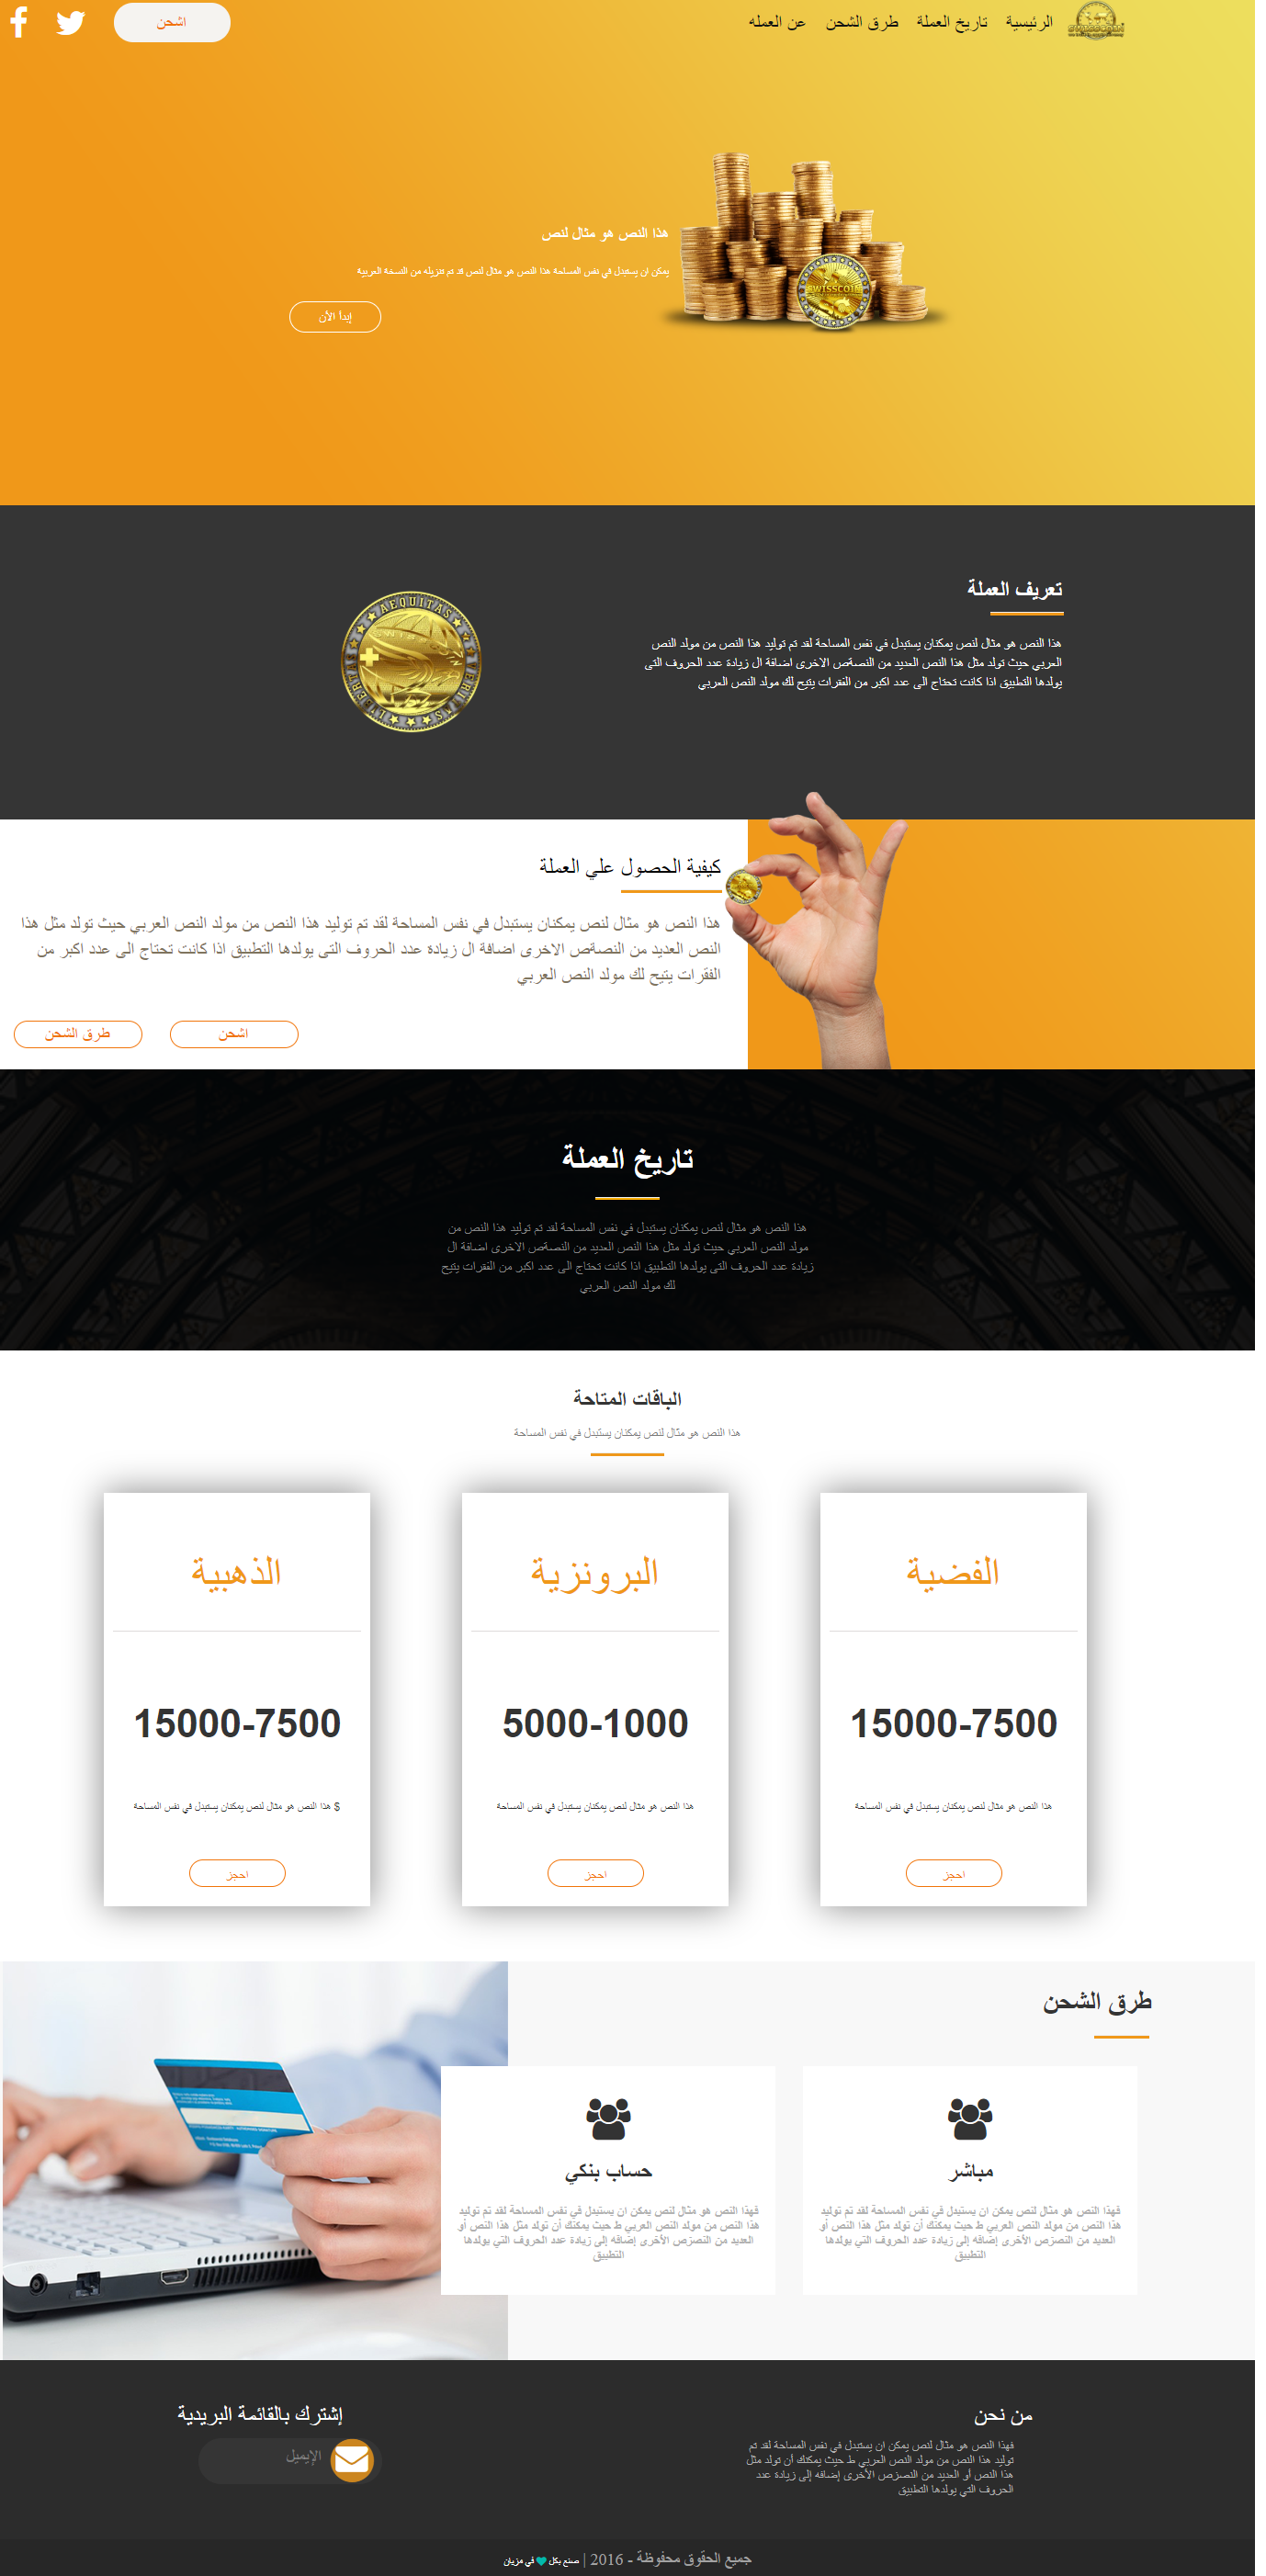 الرئيسية
تاريخ العملة
طرق الشحن
عن العمله
اشحن
هذا النص هو مثال لنص
يمكن ان يستبدل في نفس المساحة هذا النص هو مثال لنص قد تم تنزيله من النسخة العربية
إبدأ الأن
SWISSCOIN
تعريف العملة
هذا النص هو مثال لنص يمكنان يستبدل في نفس المساحة لقد تم توليد هذا النص من مولد النص
العربي حيث تولد مثل هذا النص العديد من النصةص الاخرى اضافة ال زيادة عدد الحروف التى
يولدها التطبيق اذا كانت تحتاج الى عدد اكبر من الفقرات يتيح لك مولد النص العربي
AEQUITAS
VERITAS
LIBERTAS
كيفية الحصول علي العملة
هذا النص هو مثال لنص يمكنان يستبدل في نفس المساحة لقد تم توليد هذا النص من مولد النص العربي حيث تولد مثل هذا
النص العديد من النصةص الاخرى اضافة ال زيادة عدد الحروف التى يولدها التطبيق اذا كانت تحتاج الى عدد اكبر من
الفقرات يتيح لك مولد النص العربي
اشحن
طرق الشحن
تاريخ العملة
هذا النص هو مثال لنص يمكنان يستبدل في نفس المساحة لقد تم توليد هذا النص من
مولد النص العربي حيث تولد مثل هذا النص العديد من النصةص الاخرى اضافة ال
زيادة عدد الحروف التى يولدها التطبيق اذا كانت تحتاج الى عدد اكبر من الفقرات يتيح
لك مولد النص العربي
الباقات المتاحة
هذا النص هو مثال لنص يمكنان يستبدل في نفس المساحة
الفضية
15000-7500
هذا النص هو مثال لنص يمكنان يستبدل في نفس المساحة
احجز
البرونزية
5000-1000
هذا النص هو مثال لنص يمكنان يستبدل في نفس المساحة
احجز
الذهبية
15000-7500
$ هذا النص هو مثال لنص يمكنان يستبدل في نفس المساحة
احجز
طرق الشحن
مباشر
فهذا النص هو مثال لنص يمكن ان يستبدل في نفس المساحة لقد تم توليد
هذا النص من مولد النص العربي ط حيث يمكنك أن تولد مثل هذا النص أو
العديد من النصزص الأخرى إضافه إلى زيادة عدد الحروف التي يولدها
التطبيق
حساب بنكي
فهذا النص هو مثال لنص يمكن ان يستبدل في نفس المساحة لقد تم توليد
هذا النص من مولد النص العربي ط حيث يمكنك أن تولد مثل هذا النص أو
العديد من النصزص الأخرى إضافه إلى زيادة عدد الحروف التي يولدها
التطبيق
من نحن
فهذا النص هو مثال لنص يمكن ان يستبدل في نفس المساحة لقد تم
توليد هذا النص من مولد النص العربي ط حيث يمكنك أن تولد مثل
هذا النص أو العديد من النصزص الأخرى إضافه إلى زيادة عدد
الحروف التي يولدها التطبيق
إشترك بالقائمة البريدية
الإيميل
جميع الحقوق محفوظة - 2016 | صنع بكل في مزيان